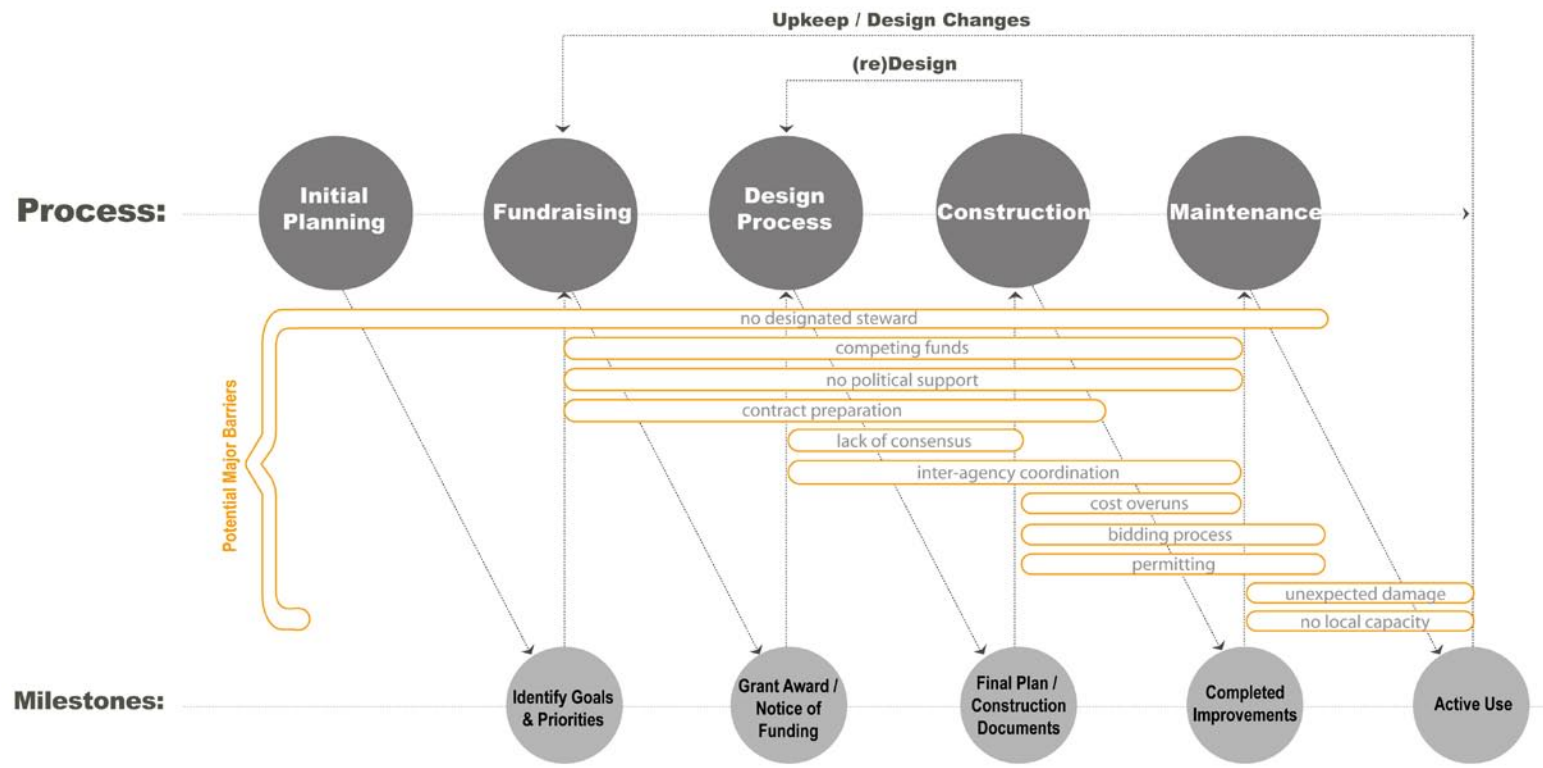 Upkeep / Design Changes
(re)Design
Process:
Initial
Planning
Fundraising
Design
Process
Construction
Maintenance
Potential Major Barriers
no designated steward
competing funds
no political support
contract preparation
lack of consensus
inter-agency coordination
cost overuns
bidding process
permitting
unexpected damage
no local capacity
Milestones:
Identify Goals
& Priorities
Grant Award /
Notice of
Funding
Final Plan /
Construction
Documents
Completed
Improvements
Active Use